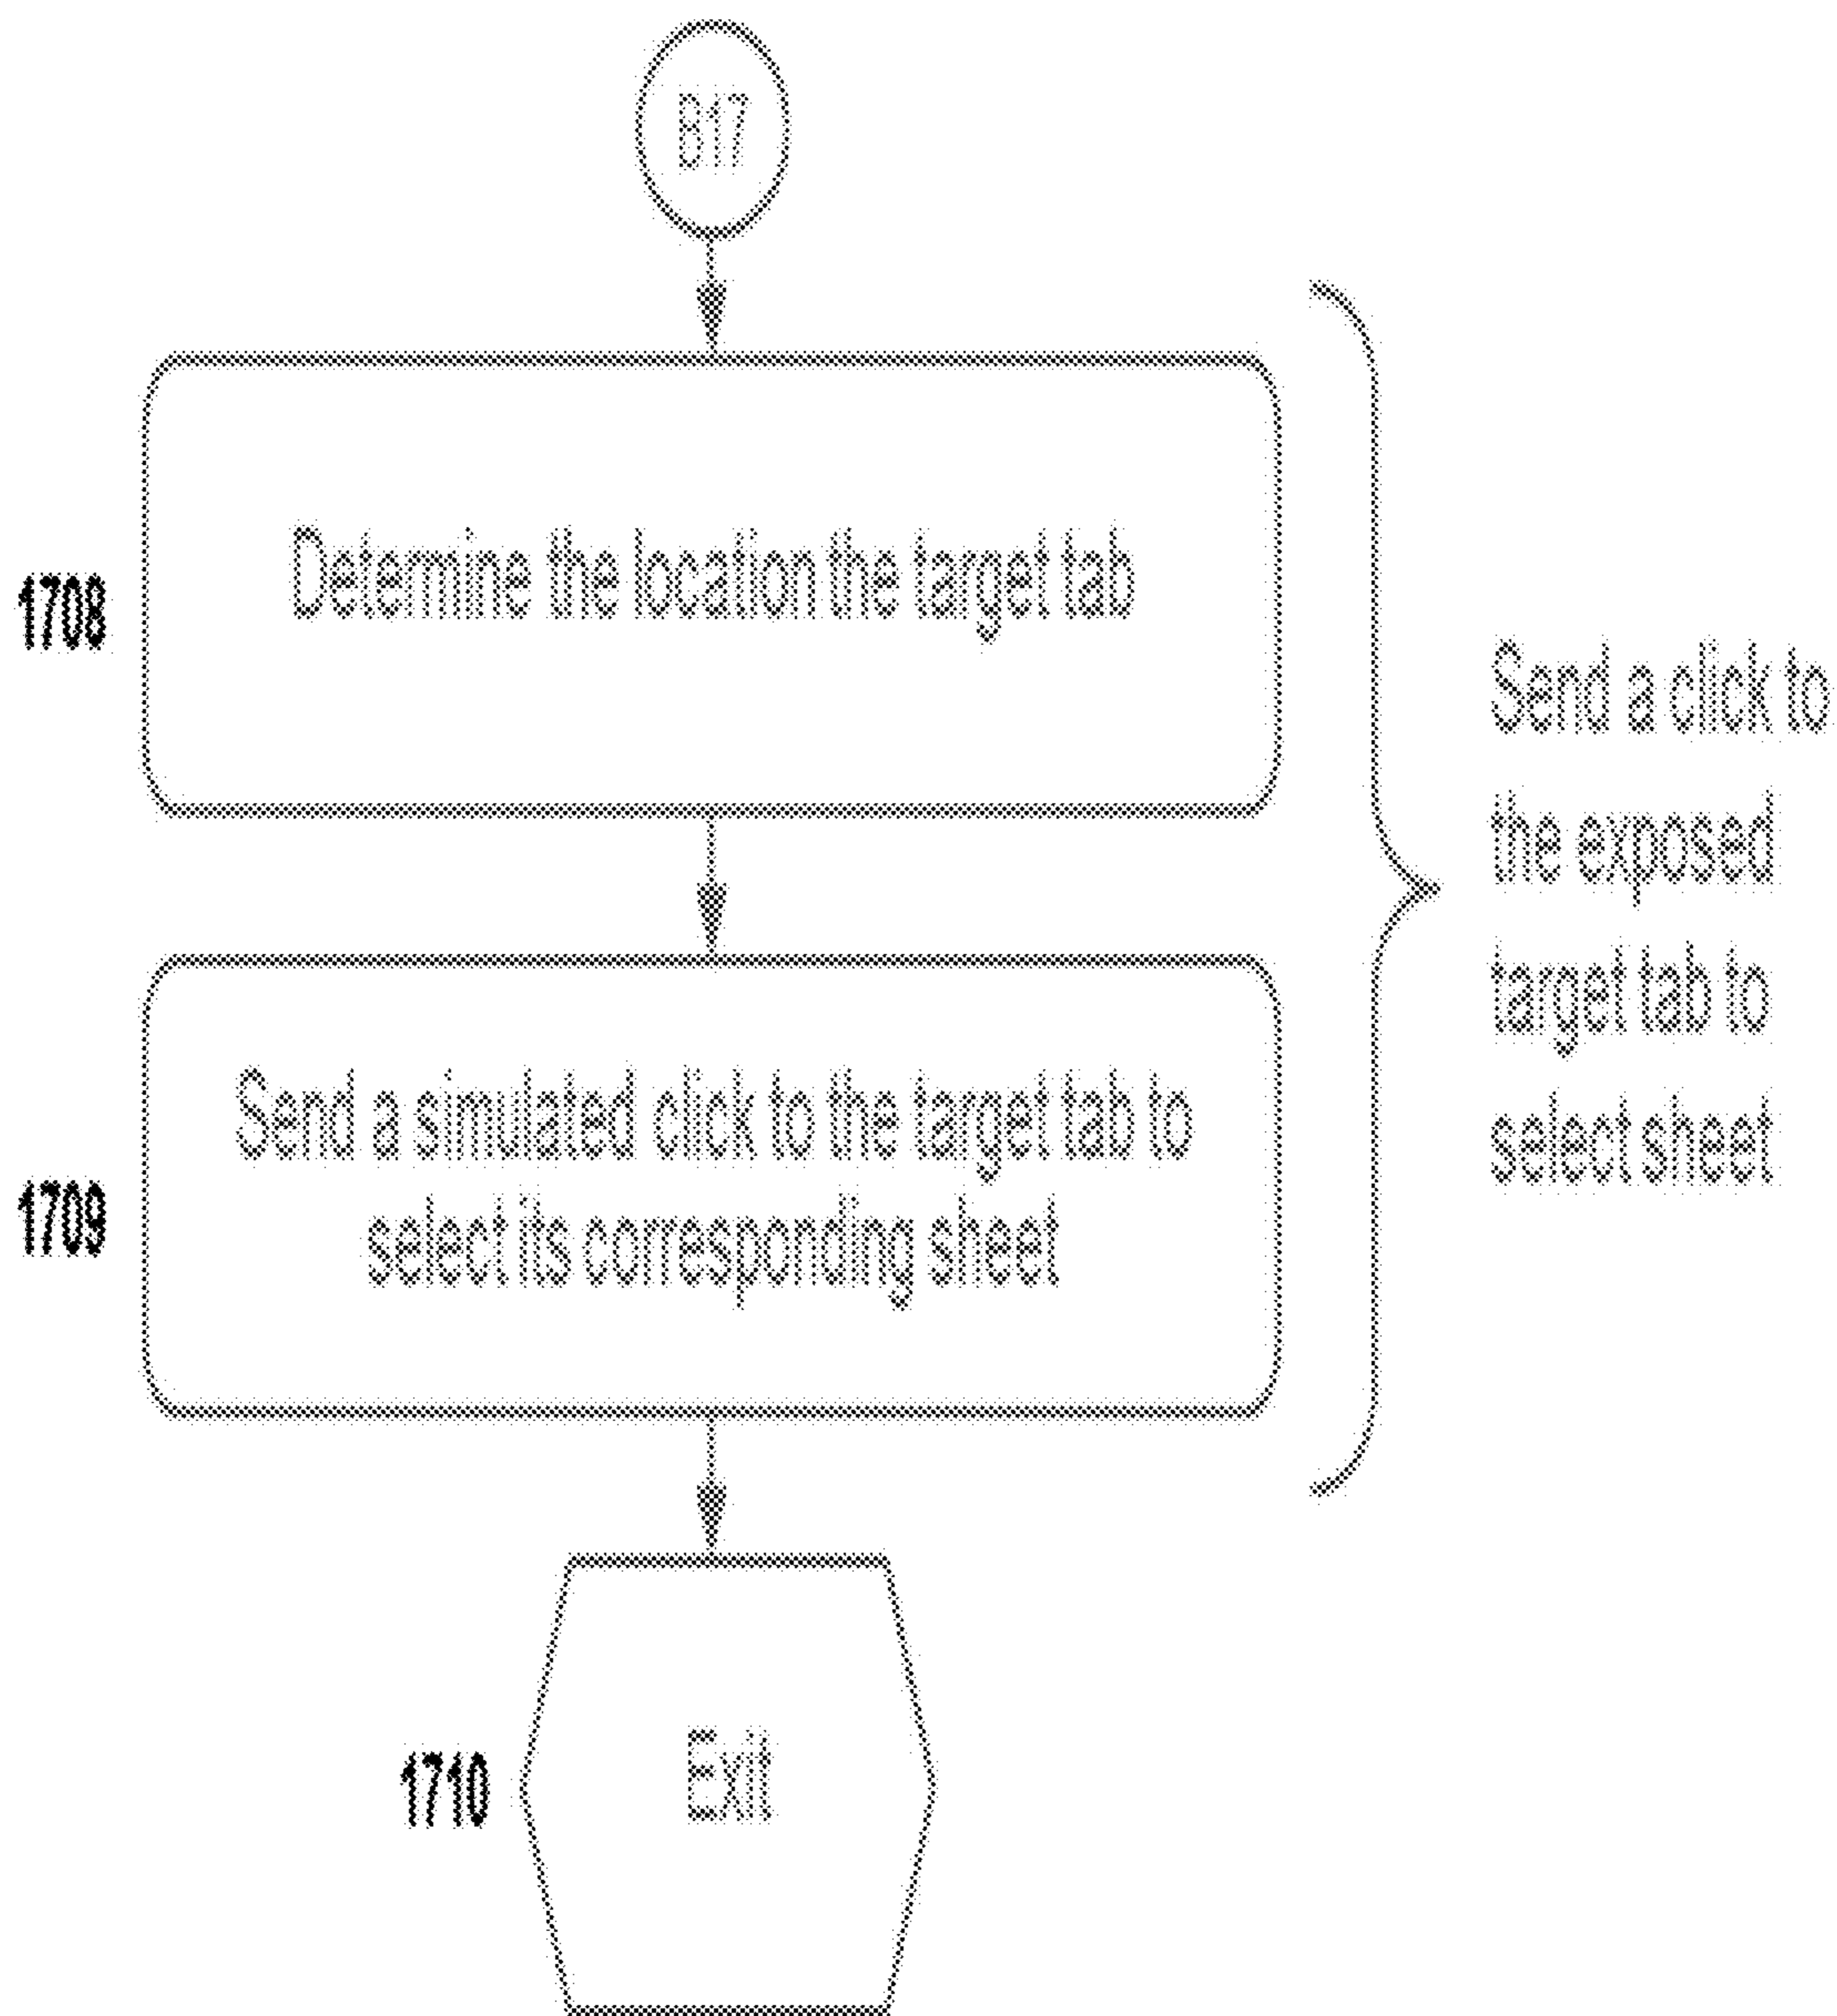 B17
1708
Determine the location the target tab
1709
Send a simulated click to the target tab to
select its corresponding sheet
Send a click to
the exposed
target tab to
select sheet
1710
Exit